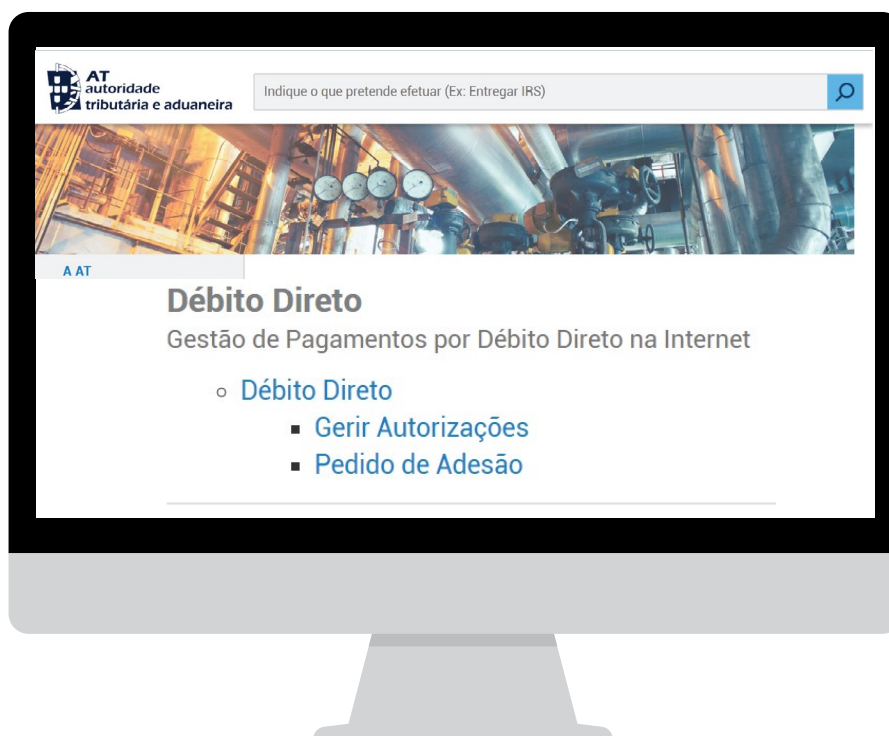 AT
autoridade
tributária e aduaneira
Indique o que pretende efetuar (Ex: Entregar IRS)
A AT
Débito Direto
Gestão de Pagamentos por Débito Direto na Internet
Débito Direto
Gerir Autorizações
Pedido de Adesão